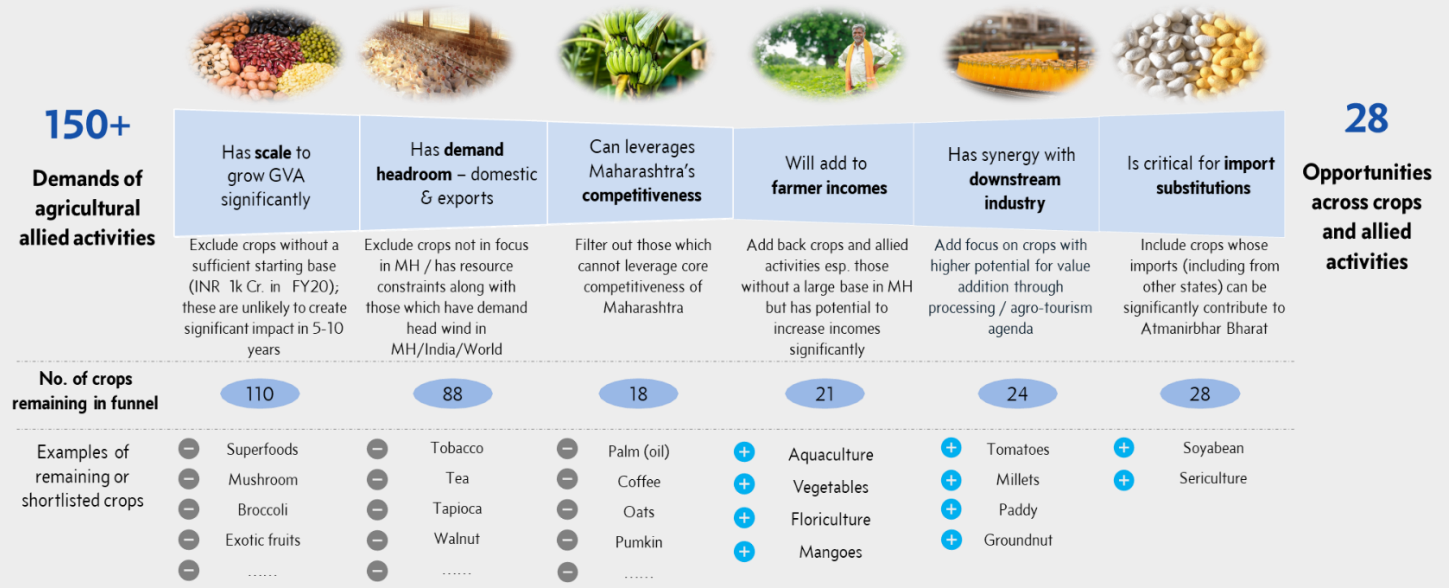 150+
Demands of
agricultural
allied activities
Has scale to
grow GVA
significantly
Has demand
headroom – domestic
& exports
Can leverages
Maharashtra's
competitiveness
Will add to
farmer incomes
Has synergy with
downstream
industry
Is critical for import
substitutions
28
Opportunities
across crops
and allied
activities
Exclude crops without a
sufficient starting base
(INR 1k Cr. in FY20);
these are unlikely to create
significant impact in 5-10
years
Exclude crops not in focus
in MH / has resource
constraints along with
those which have demand
head wind in
MH/India/World
Filter out those which
cannot leverage core
competitiveness of
Maharashtra
Add back crops and allied
activities esp. those
without a large base in MH
but has potential to
increase incomes
significantly
Add focus on crops with
higher potential for value
addition through
processing / agro-tourism
agenda
Include crops whose
imports (including from
other states) can be
significantly contribute to
Atmanirbhar Bharat
No. of crops
remaining in funnel
110
88
18
21
24
28
Examples of
remaining or
shortlisted crops
Superfoods
Mushroom
Broccoli
Exotic fruits
......
Tobacco
Tea
Tapioca
Walnut
......
Palm (oil)
Coffee
Oats
Pumkin
......
Aquaculture
Vegetables
Floriculture
Mangoes
Tomatoes
Millets
Paddy
Groundnut
Soyabean
Sericulture